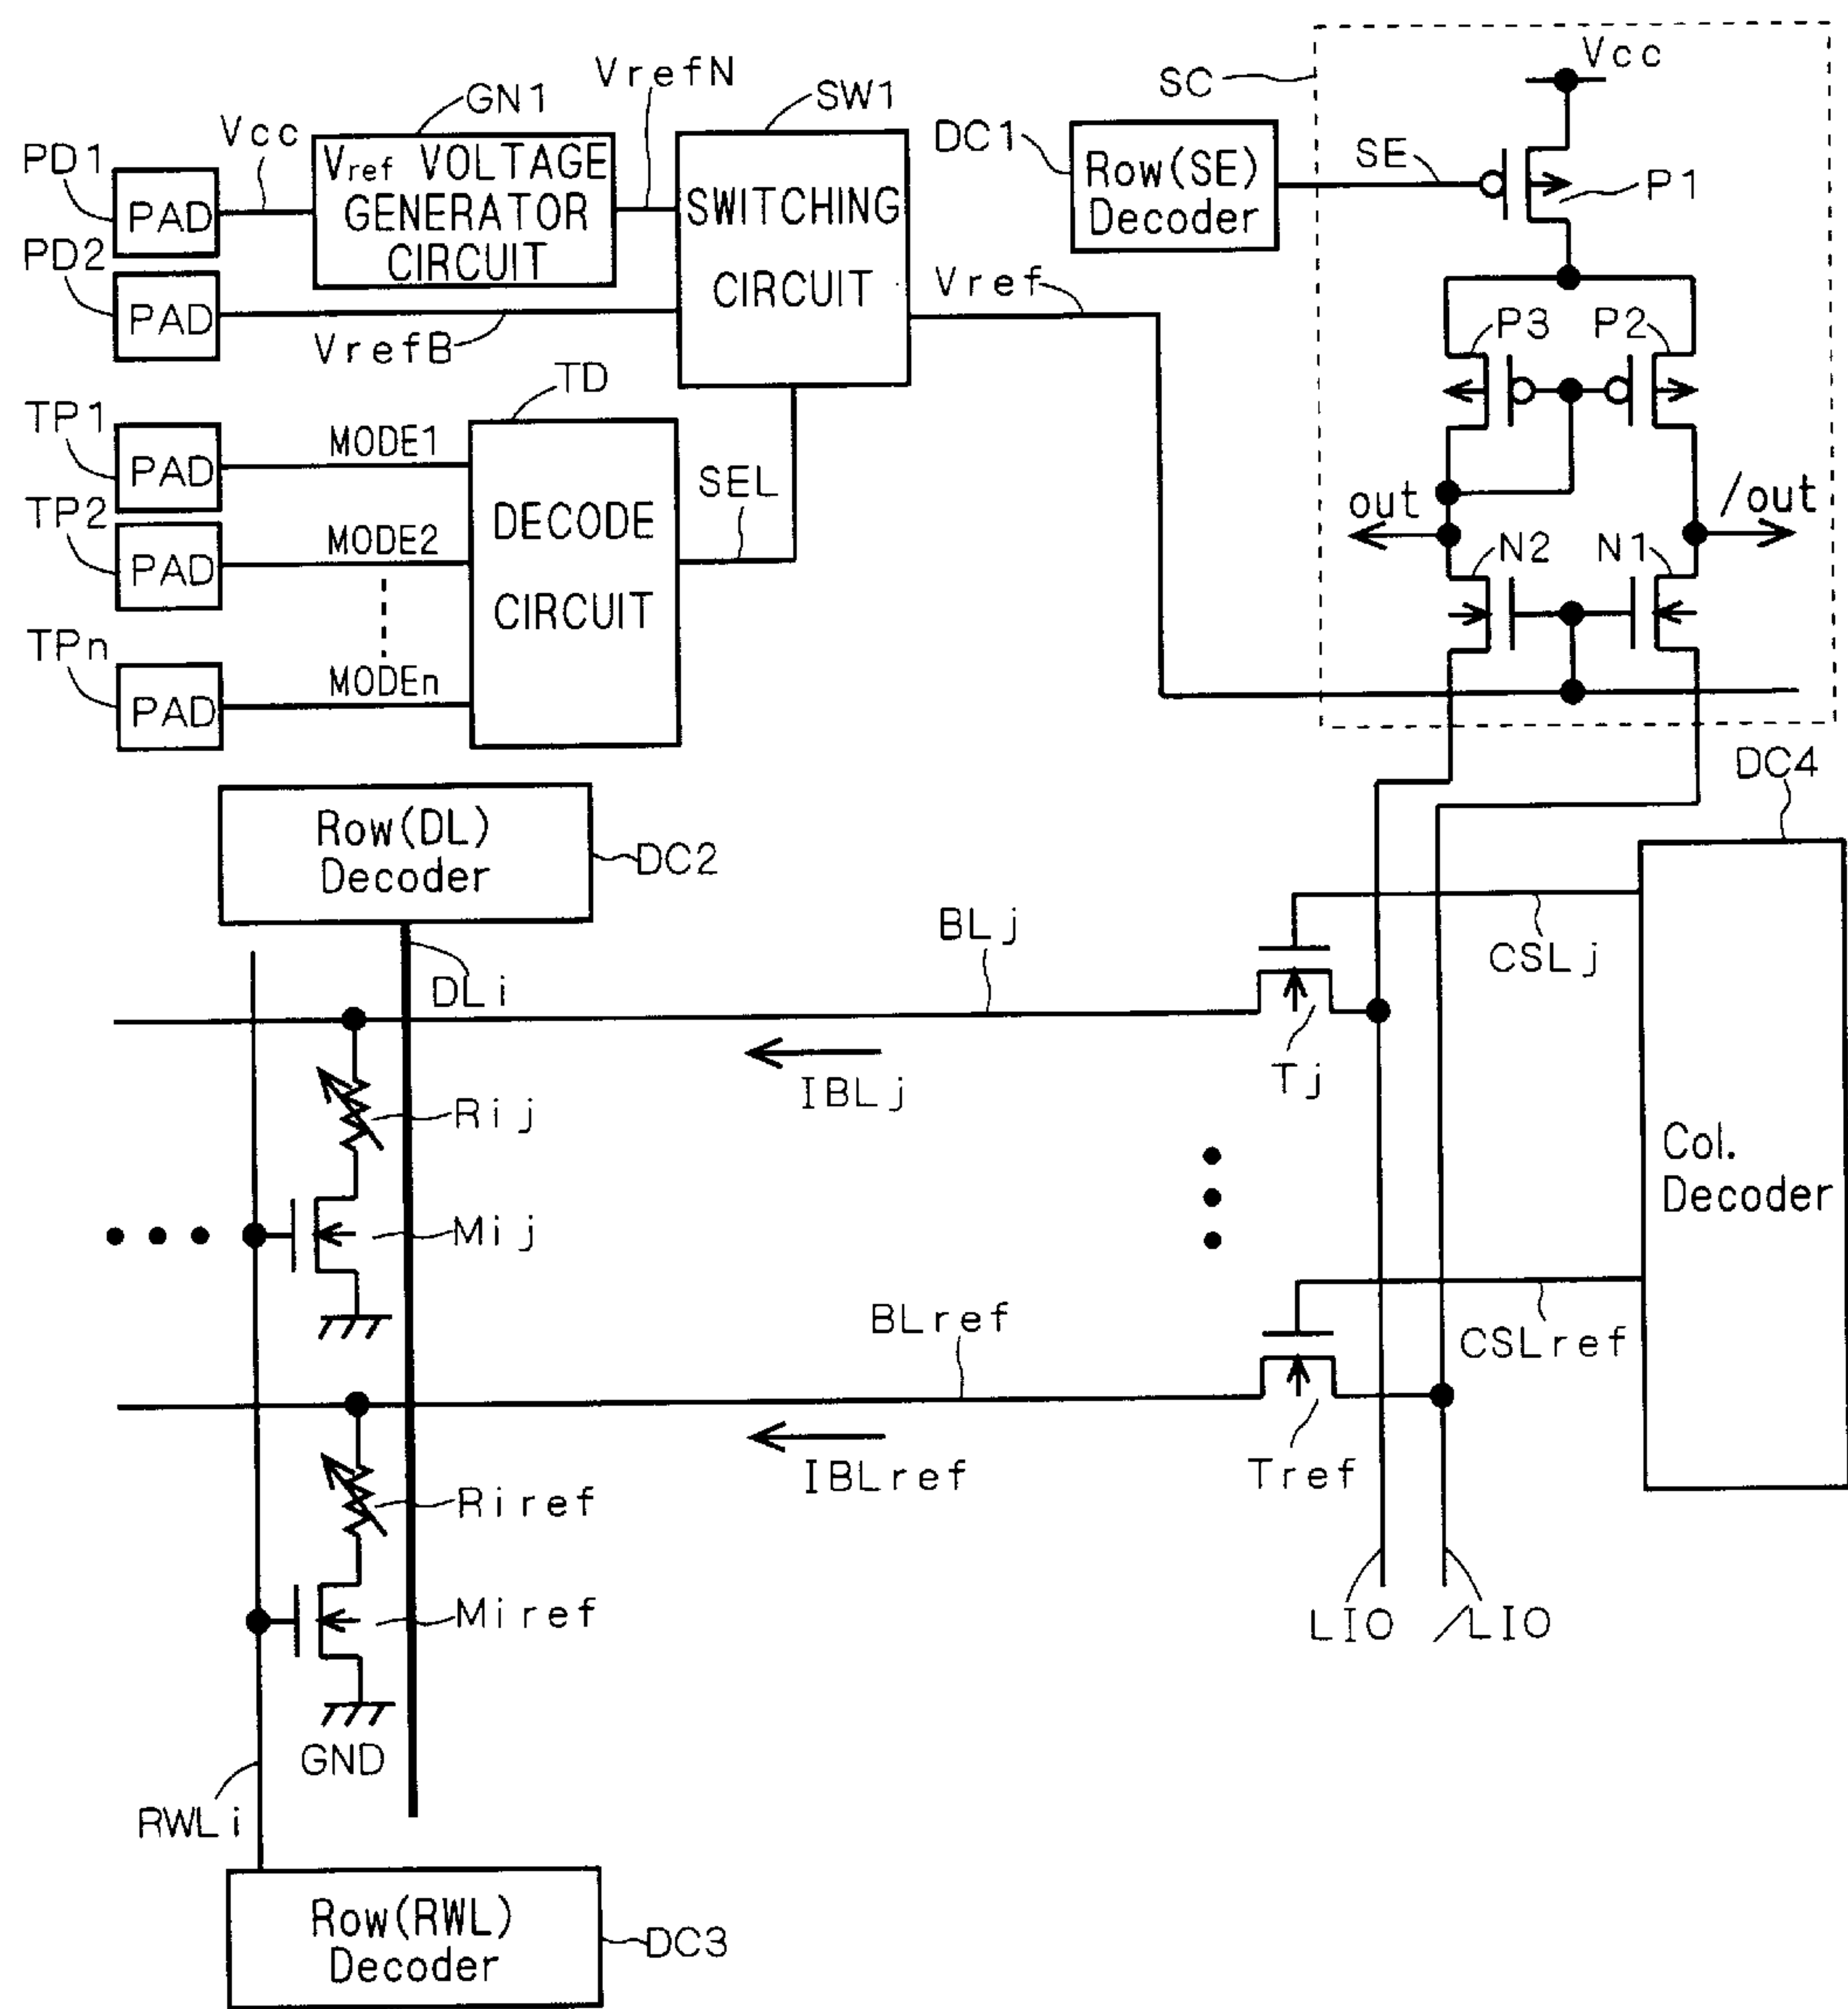 Vcc
SC
VrefN
GN1
SW1
Vcc
DC1
PD1
PAD
Vref VOLTAGE
GENERATOR
CIRCUIT
SWITCHING
CIRCUIT
Row(SE)
Decoder
SE
P1
PD2
PAD
VrefB
Vref
P3
P2
TD
TP1
PAD
MODE1
SEL
out
/out
TP2
PAD
MODE2
DECODE
CIRCUIT
N2
N1
TPn
PAD
MODEn
DC4
Row(DL)
Decoder
DC2
BLj
CSLj
DLi
Tj
IBLj
Rij
Col.
Decoder
Mij
BLref
CSLref
IBLref
Tref
Riref
Miref
LIO
/LIO
GND
RWLi
Row(RWL)
Decoder
DC3